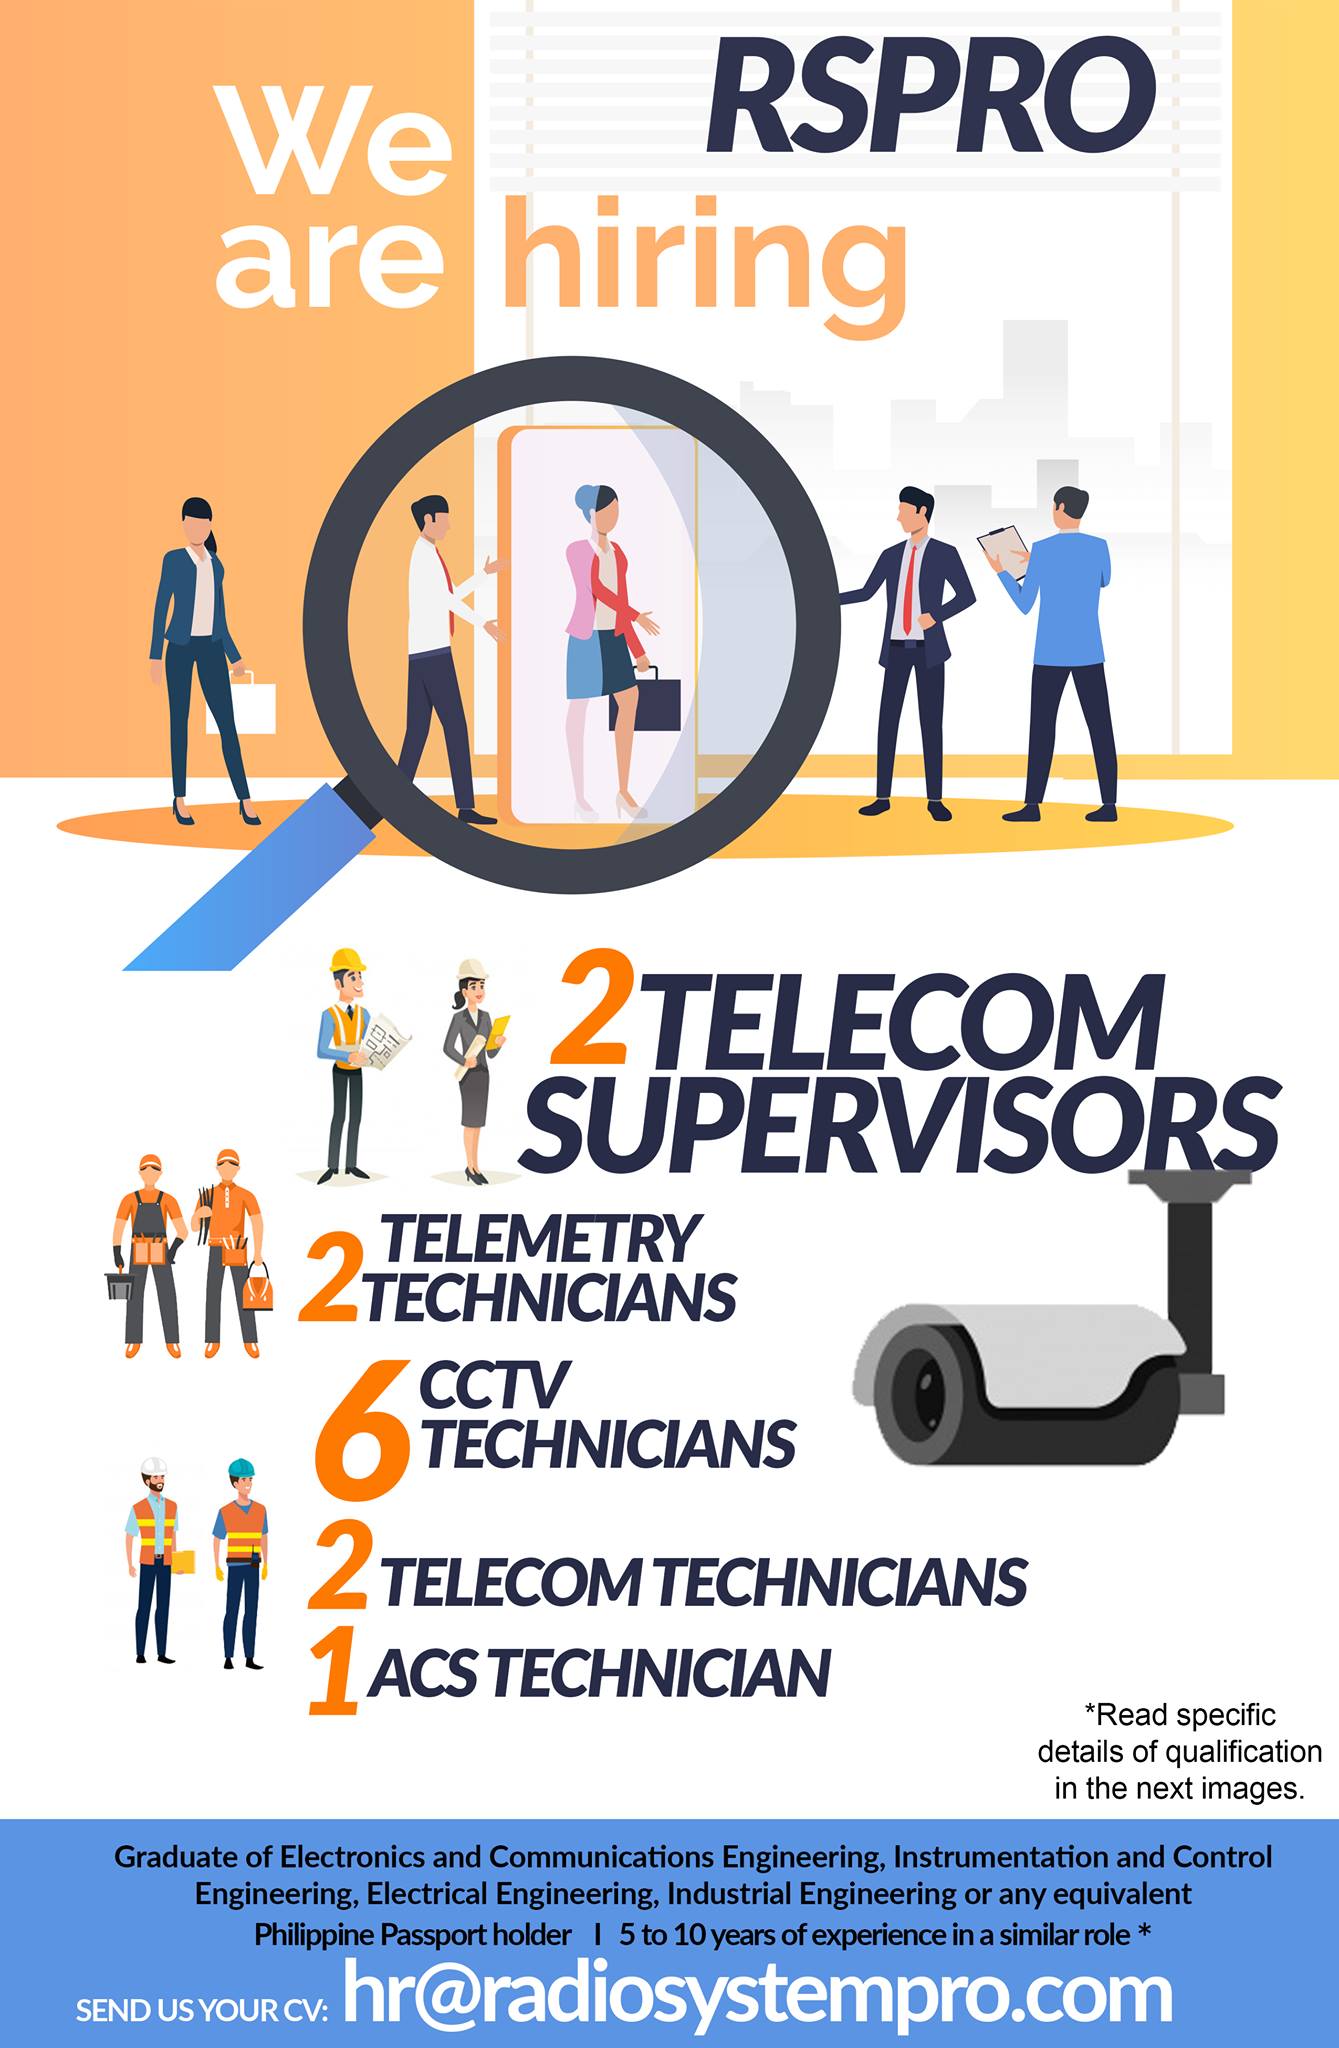 RSPRO
We
are hiring
2 TELECOM
SUPERVISORS
2 TELEMETRY
TECHNICIANS
6 CCTV
TECHNICIANS
2 TELECOM TECHNICIANS
1 ACS TECHNICIAN
*Read specific
details of qualification
in the next images.
Graduate of Electronics and Communications Engineering, Instrumentation and Control
Engineering, Electrical Engineering, Industrial Engineering or any equivalent
Philippine Passport holder I 5 to 10 years of experience in a similar role *
SEND US YOUR CV: hr@radiosystempro.com